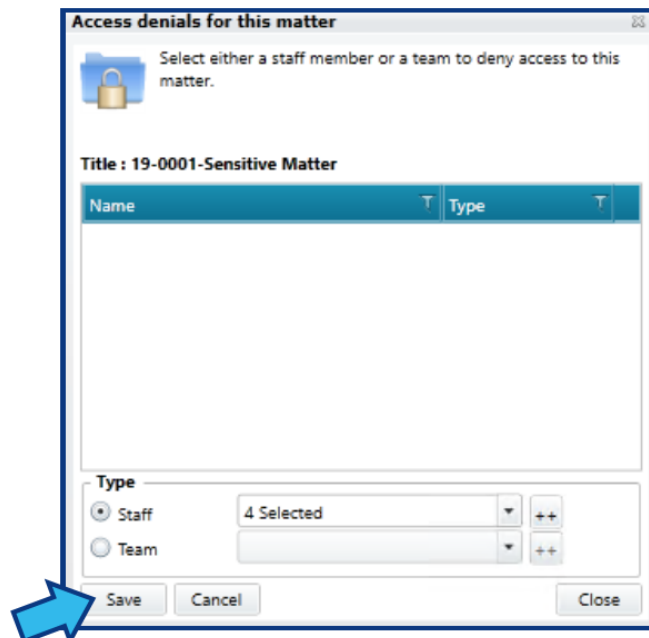 Access denials for this matter
Select either a staff member or a team to deny access to this
matter.
Title : 19-0001-Sensitive Matter
Name Type
Type
Staff 4 Selected ++
Team ++
Save Cancel Close